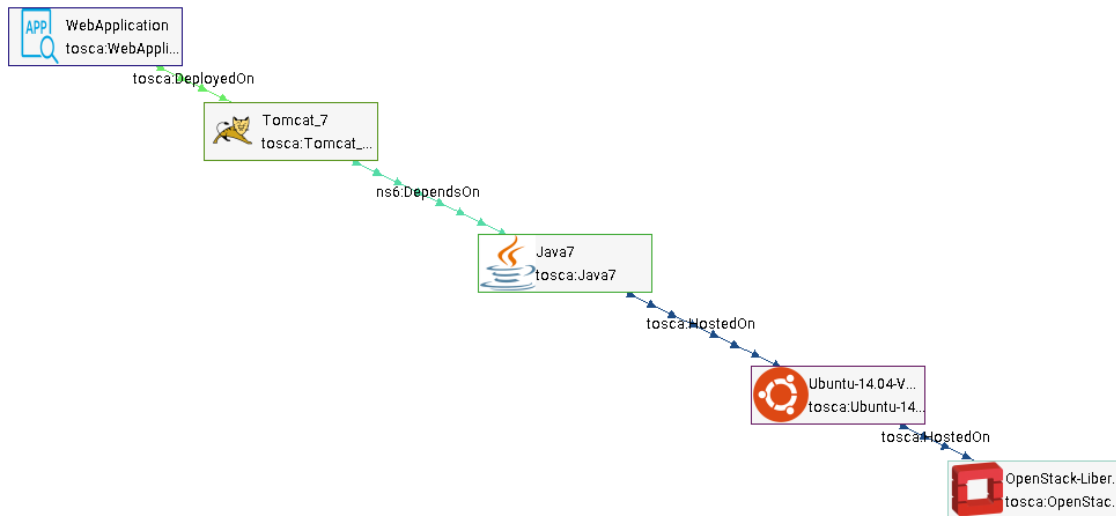 APP
WebApplication
tosca:WebAppli...
tosca:DeployedOn
Tomcat_7
tosca:Tomcat_...
ns6:DependsOn
Java7
tosca:Java7
tosca:HostedOn
Ubuntu-14.04-V...
tosca:Ubuntu-14...
tosca:HostedOn
OpenStack-Liber.
tosca:OpenStac.